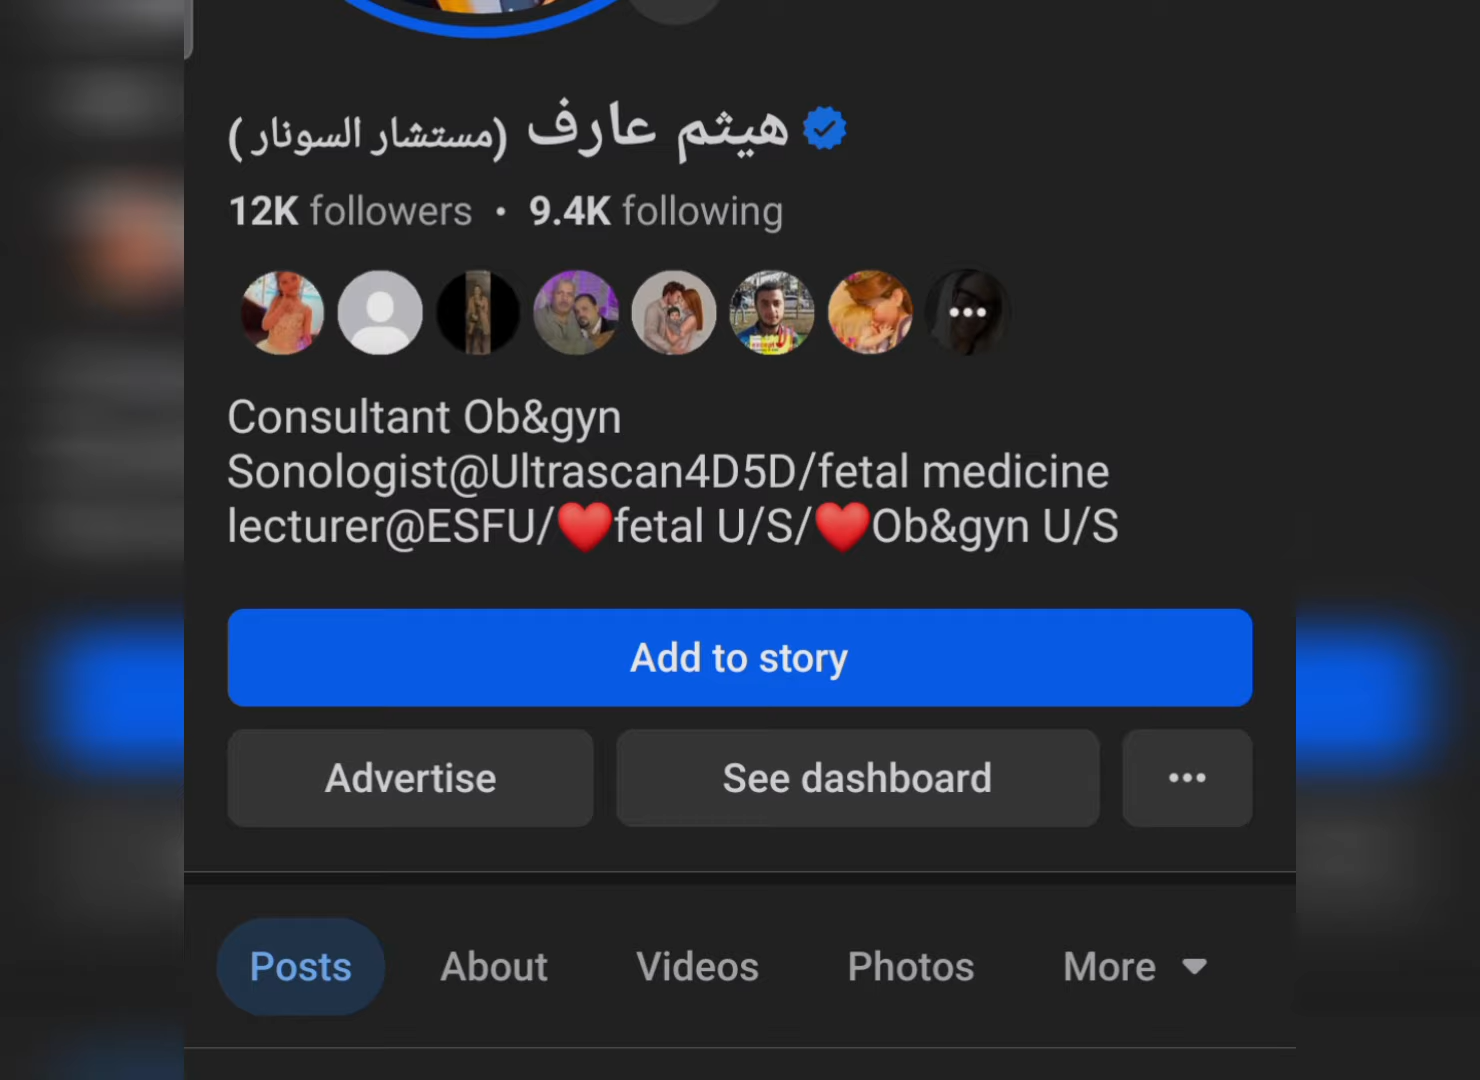 هيثم عارف (مستشار السونار )
12K followers • 9.4K following
Consultant Ob&gyn
Sonologist@Ultrascan4D5D/fetal medicine
lecturer@ESFU/❤️fetal U/S/❤️Ob&gyn U/S
Add to story
Advertise
See dashboard
Posts
About
Videos
Photos
More